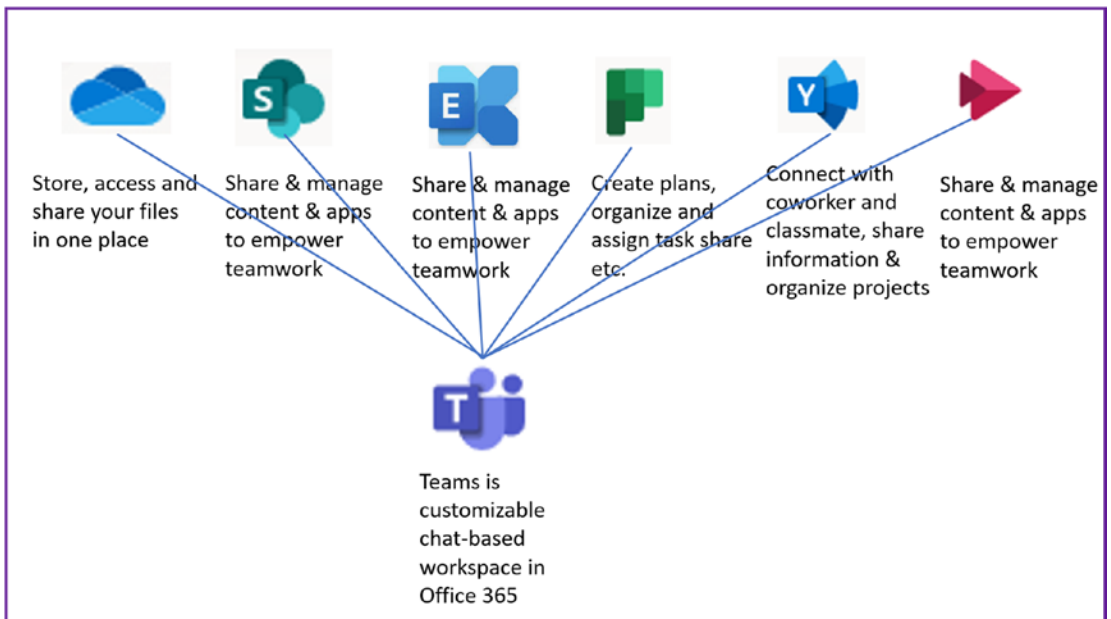 S
E
Y
Store, access and
share your files
in one place
Share & manage
content & apps
to empower
teamwork
Share & manage
content & apps
to empower
teamwork
Create plans,
organize and
assign task share
etc.
Connect with
coworker and
classmate, share
information &
organize projects
Share & manage
content & apps
to empower
teamwork
T
Teams is
customizable
chat-based
workspace in
Office 365